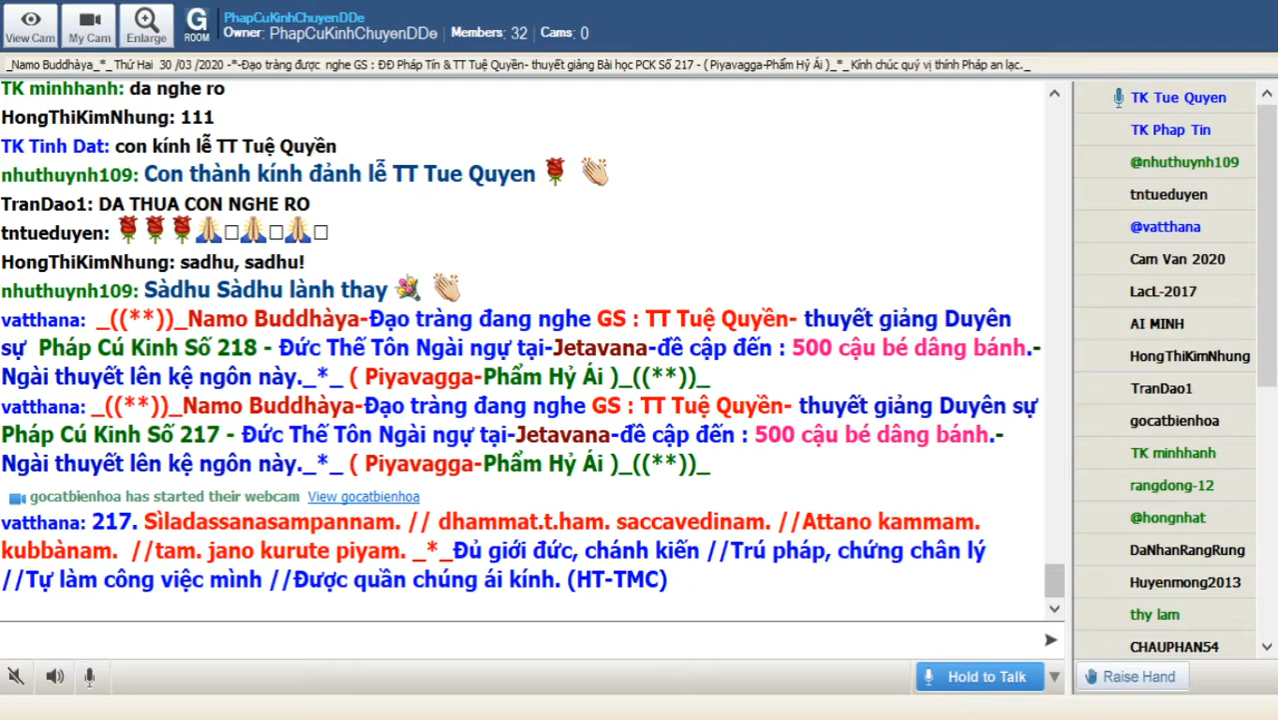 View Cam
My Cam
Enlarge
G
ROOM
PhapCuKinhChuyenDDe
Owner: PhapCuKinhChuyenDDe Members: 32 Cams: 0
_Namo Buddhàya_*_ Thứ Hai 30 /03 /2020 -*-Đạo tràng được nghe GS : ĐĐ Pháp Tín & TT Tuệ Quyền- thuyết giảng Bài học PCK Số 217 - ( Piyavagga-Phẩm Hỷ Ái )_*_ Kính chúc quý vị thính Pháp an lạc._
TK minhhanh: da nghe ro
HongThiKimNhung: 111
TK Tinh Dat: con kính lễ TT Tuệ Quyền
nhuthuynh109: Con thành kính đảnh lễ TT Tue Quyen
TranDao1: DA THUA CON NGHE RO
tntueduyen:
HongThiKimNhung: sadhu, sadhu!
nhuthuynh109: Sàdhu Sàdhu lành thay
vatthana: _((**))_Namo Buddhàya-Đạo tràng đang nghe GS : TT Tuệ Quyền- thuyết giảng Duyên
sự Pháp Cú Kinh Số 218 - Đức Thế Tôn Ngài ngự tại-Jetavana-đề cập đến : 500 cậu bé dâng bánh.-
Ngài thuyết lên kệ ngôn này._*_ ( Piyavagga-Phẩm Hỷ Ái )_((**))_
vatthana: _((**))_Namo Buddhàya-Đạo tràng đang nghe GS : TT Tuệ Quyền- thuyết giảng Duyên sự
Pháp Cú Kinh Số 217 - Đức Thế Tôn Ngài ngự tại-Jetavana-đề cập đến : 500 cậu bé dâng bánh.-
Ngài thuyết lên kệ ngôn này._*_ ( Piyavagga-Phẩm Hỷ Ái )_((**))_
gocatbienhoa has started their webcam View gocatbienhoa
vatthana: 217. Sìladassanasampannam. // dhammat.t.ham. saccavedinam. //Attano kammam.
kubbànam. //tam. jano kurute piyam. _*_Đủ giới đức, chánh kiến //Trú pháp, chứng chân lý
//Tự làm công việc mình //Được quần chúng ái kính. (HT-TMC)
TK Tue Quyen
TK Phap Tin
@nhuthuynh109
tntueduyen
@vatthana
Cam Van 2020
LacL-2017
AI MINH
HongThiKimNhung
TranDao1
gocatbienhoa
TK minhhanh
rangdong-12
@hongnhat
DaNhanRangRung
Huyenmong2013
thy lam
CHAUPHAN54
Hold to Talk
Raise Hand